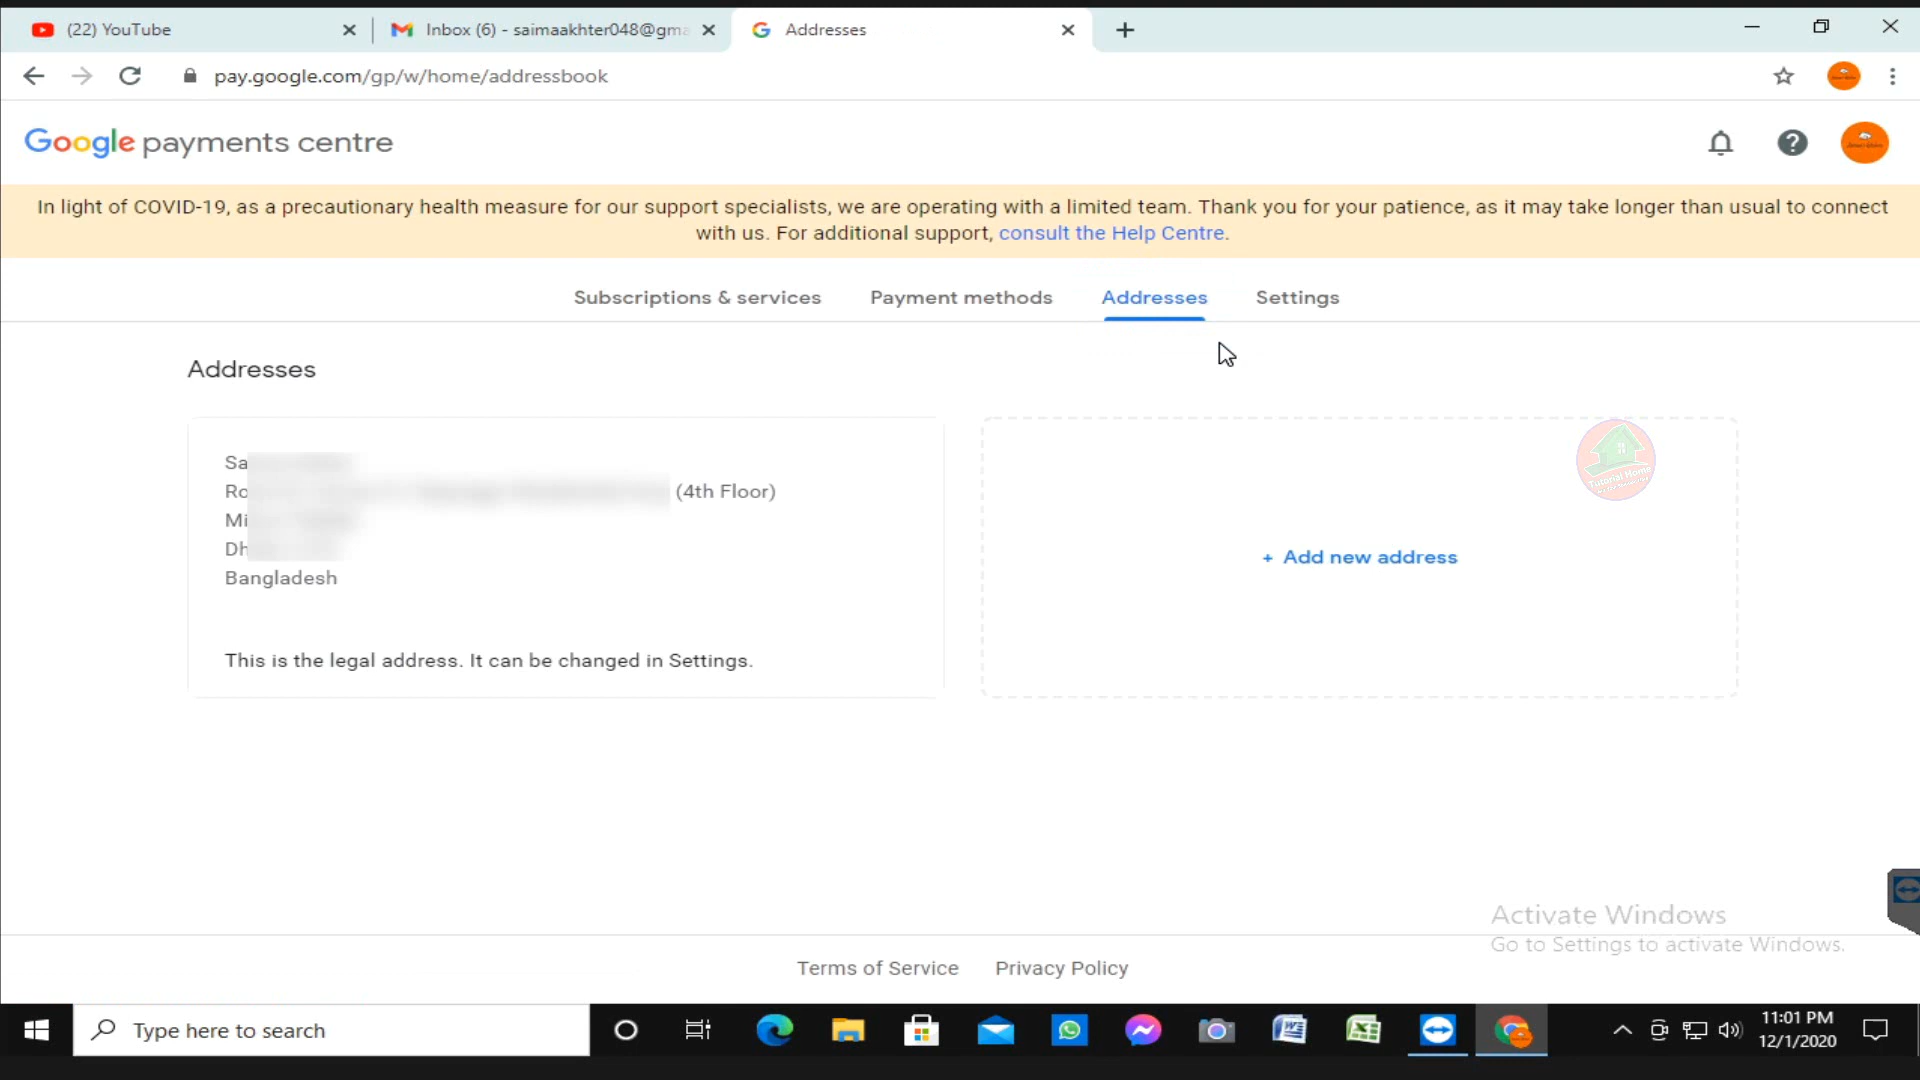 (22) YouTube
Inbox (6) - saimaakhter048@gma
Addresses
pay.google.com/gp/w/home/addressbook
Google payments centre
In light of COVID-19, as a precautionary health measure for our support specialists, we are operating with a limited team. Thank you for your patience, as it may take longer than usual to connect
with us. For additional support, consult the Help Centre.
Subscriptions & services
Payment methods
Addresses
Settings
Addresses
(4th Floor)
Bangladesh
This is the legal address. It can be changed in Settings.
+ Add new address
Tutorial Home
Activate Windows
Go to Settings to activate Windows.
Terms of Service
Privacy Policy
Type here to search
11:01 PM
12/1/2020